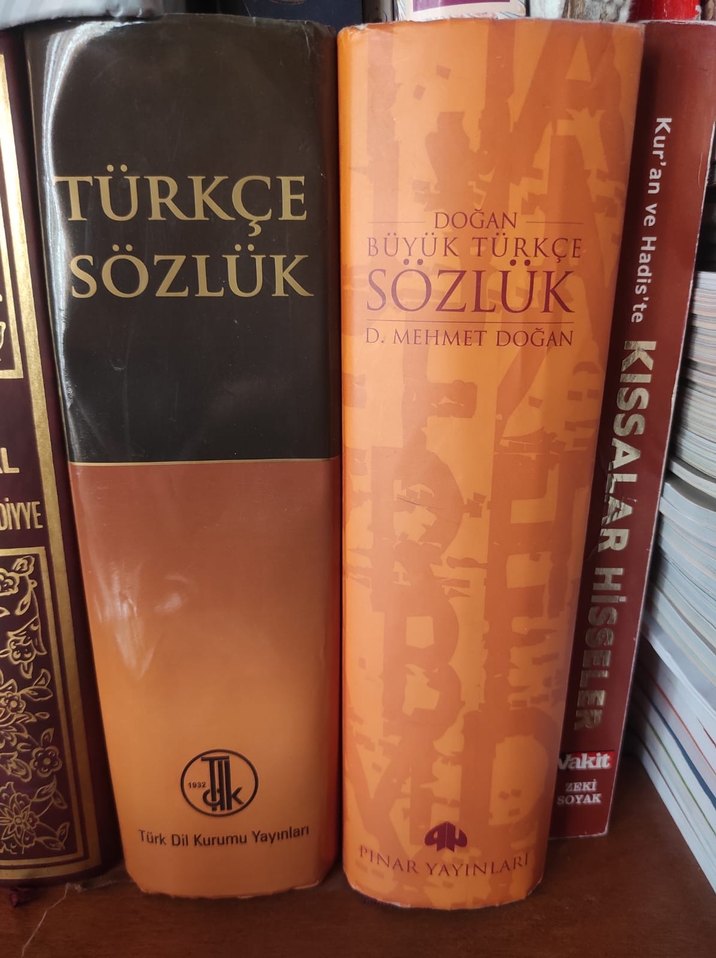 TÜRKÇE
SÖZLÜK
1932
Tdk
Türk Dil Kurumu Yayınları
DOĞAN
BÜYÜK TÜRKÇE
SÖZLÜK
D. MEHMET DOĞAN
PINAR YAYINLARI
Kur'an ve Hadis'te
KISSALAR HİSSELER
Vakit
ZEKİ
SOYAK